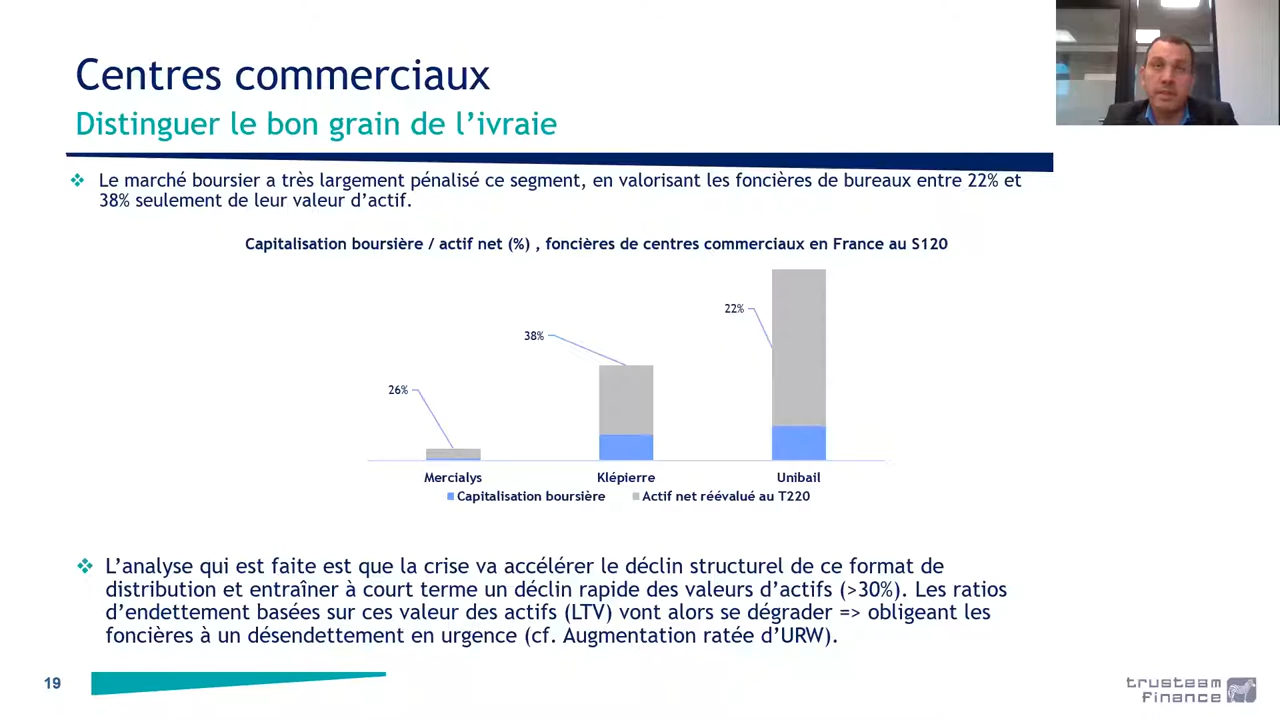 Centres commerciaux
Distinguer le bon grain de l'ivraie
Le marché boursier a très largement pénalisé ce segment, en valorisant les foncières de bureaux entre 22% et
38% seulement de leur valeur d'actif.
Capitalisation boursière / actif net (%) , foncières de centres commerciaux en France au S120
22%
38%
26%
Mercialys Klépierre Unibail
Capitalisation boursière Actif net réévalué au T220
L'analyse qui est faite est que la crise va accélérer le déclin structurel de ce format de
distribution et entraîner à court terme un déclin rapide des valeurs d'actifs (>30%). Les ratios
d'endettement basées sur ces valeur des actifs (LTV) vont alors se dégrader => obligeant les
foncières à un désendettement en urgence (cf. Augmentation ratée d'URW).
19
trusteam
finance